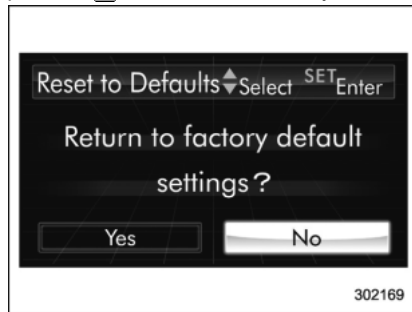 Reset to Defaults Select SET Enter
Return to factory default
settings?
Yes No
302169